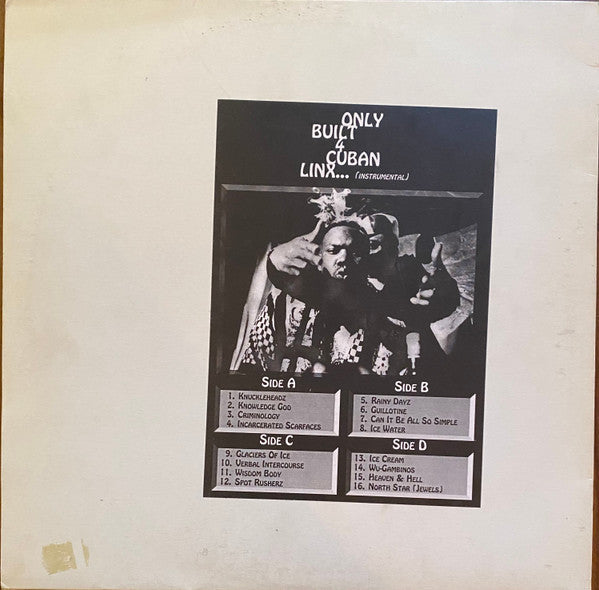 ONLY
BUILT
4
CUBAN
LINX... (INSTRUMENTAL)
SIDE A
1. KNUCKLEHEADZ
2. KNOWLEDGE GOD
3. CRIMINOLOGY
4. INCARCERATED SCARFACES
SIDE B
5. RAINY DAYZ
6. GUILLOTINE
7. CAN IT BE ALL SO SIMPLE
8. ICE WATER
SIDE C
9. GLACIERS OF ICE
10. VERBAL INTERCOURSE
11. WISDOM BODY
12. SPOT RUSHERZ
SIDE D
13. ICE CREAM
14. WU-GAMBINOS
15. HEAVEN & HELL
16. NORTH STAR (JEWELS)